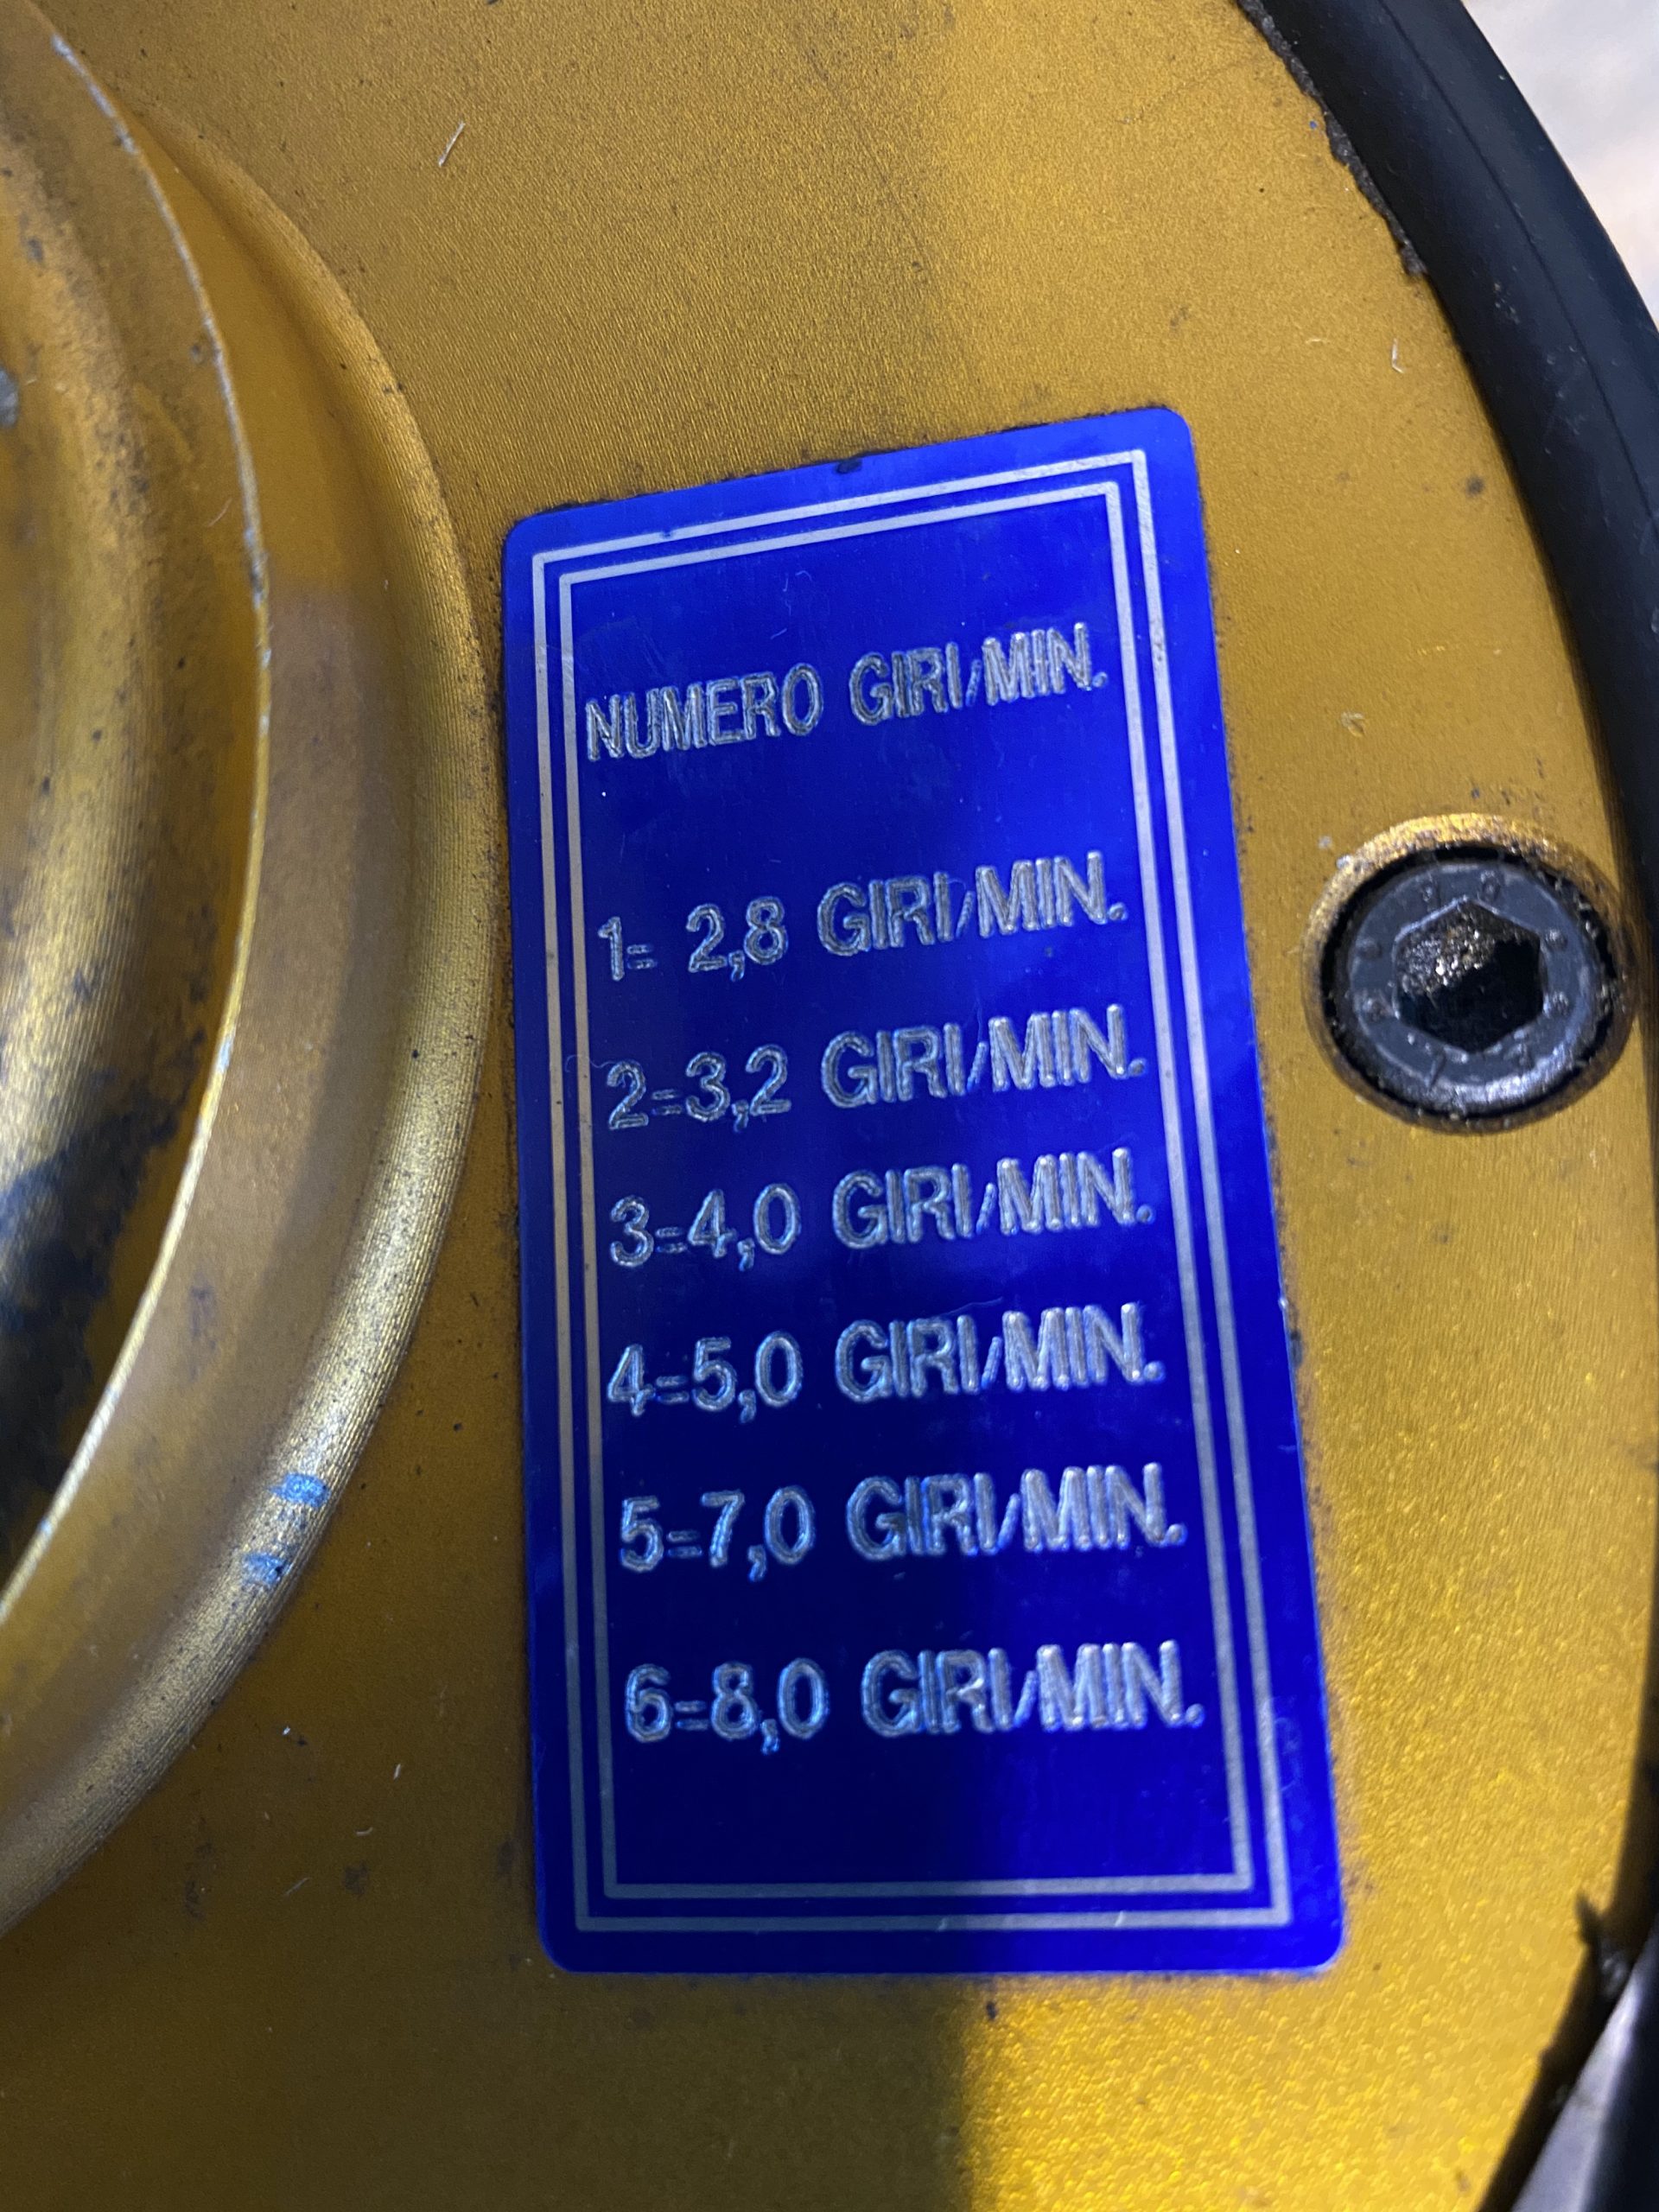 NUMERO GIRI/MIN.
1= 2,8 GIRI/MIN.
2=3,2 GIRI/MIN.
3=4,0 GIRI/MIN.
4=5,0 GIRI/MIN.
5=7,0 GIRI/MIN.
6=8,0 GIRI/MIN.